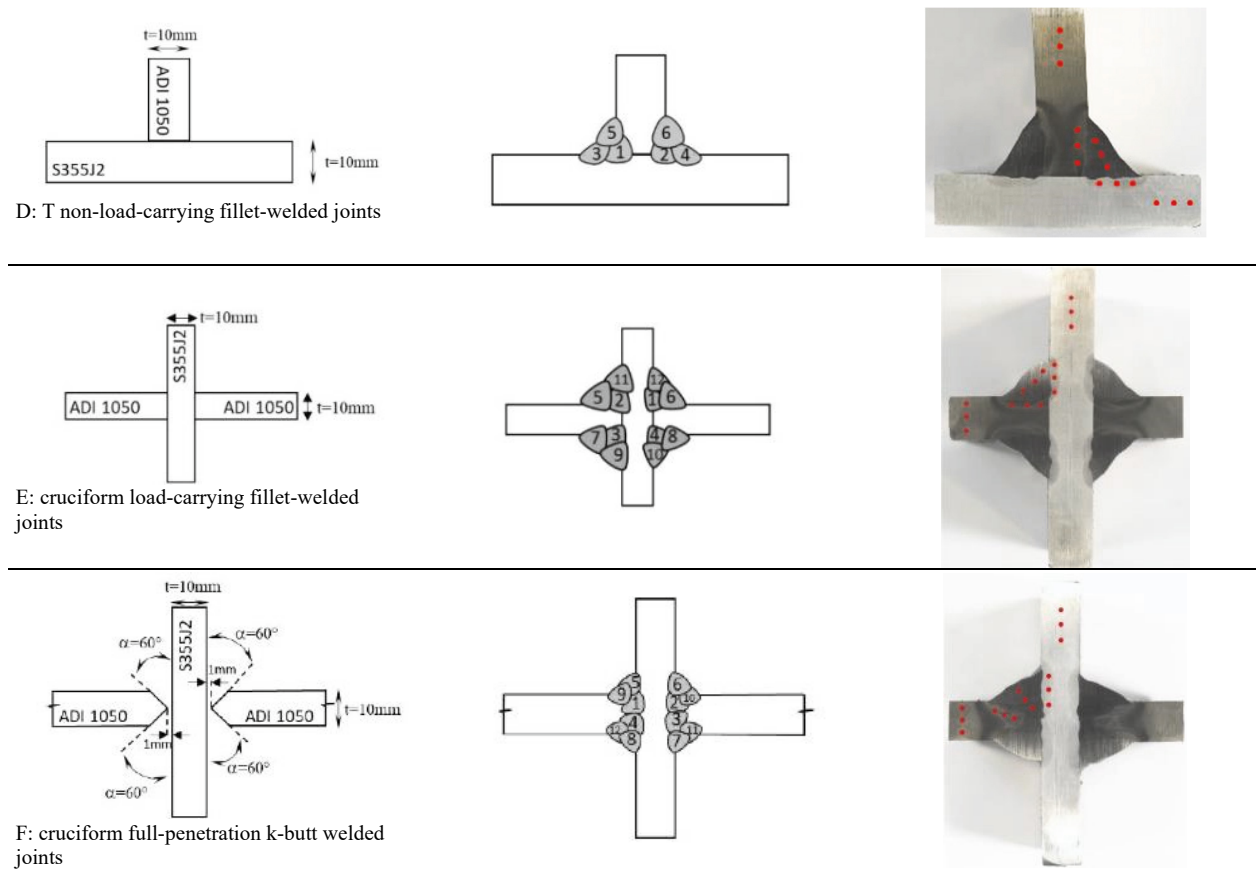 t=10mm
ADI 1050
S355J2
t=10mm
D: T non-load-carrying fillet-welded joints
5 6
3 1 2 4
t=10mm
S355J2
ADI 1050
ADI 1050
t=10mm
E: cruciform load-carrying fillet-welded
joints
11 12
5 2 1 6
7 3 4 8
9 10
t=10mm
S355J2
α=60°
α=60°
1mm
ADI 1050
ADI 1050
t=10mm
1mm
α=60°
α=60°
F: cruciform full-penetration k-butt welded
joints
5 6
9 1 2 10
12 4 3 11
8 7